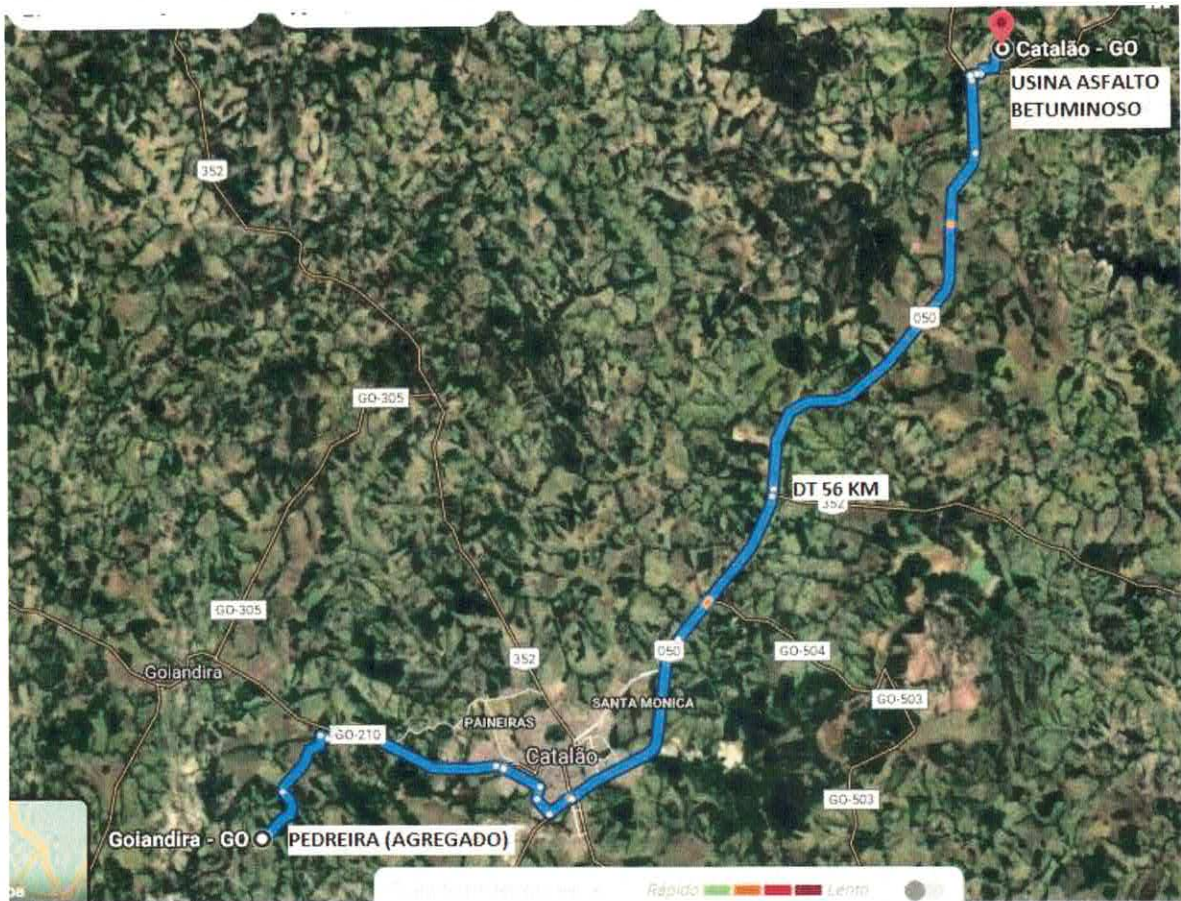 Catalão - GO
USINA ASFALTO
BETUMINOSO
352
050
GO-305
DT 56 KM
352
GO-305
Goiandira
352
050
GO-504
SANTA MÔNICA
GO-503
PAINEIRAS
GO-210
Catalão
GO-503
Goiandira - GO
PEDREIRA (AGREGADO)
Rápido
Lento